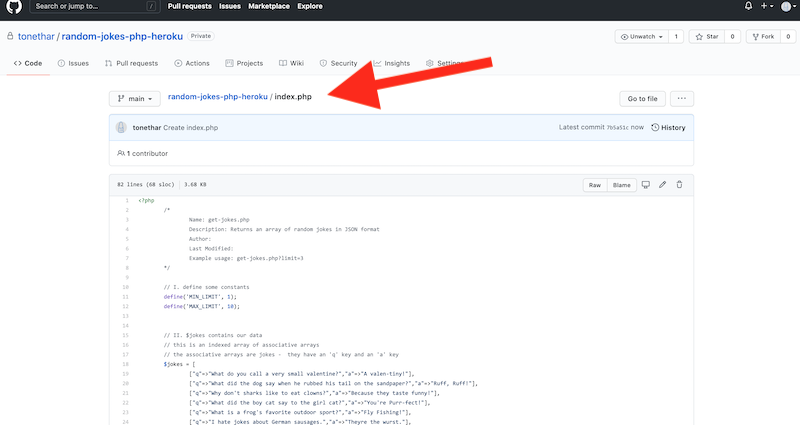 Search or jump to... / Pull requests Issues Marketplace Explore
tonethar / random-jokes-php-heroku Private Unwatch 1 Star 0 Fork 0
Code Issues Pull requests Actions Projects Wiki Security Insights Settings
main random-jokes-php-heroku / index.php Go to file ...
tonethar Create index.php Latest commit 7b5a51c now History
1 contributor
82 lines (68 sloc) 3.68 KB Raw Blame
1 <?php
2 /*
3 Name: get-jokes.php
4 Description: Returns an array of random jokes in JSON format
5 Author:
6 Last Modified:
7 Example usage: get-jokes.php?limit=3
8 */
9
10 // I. define some constants
11 define('MIN_LIMIT', 1);
12 define('MAX_LIMIT', 10);
13
14
15 // II. $jokes contains our data
16 // this is an indexed array of associative arrays
17 // the associative arrays are jokes - they have an 'q' key and an 'a' key
18 $jokes = [
19 ["q"=>"What do you call a very small valentine?","a"=>"A valen-tiny!"],
20 ["q"=>"What did the dog say when he rubbed his tail on the sandpaper?","a"=>"Ruff, Ruff!"],
21 ["q"=>"Why don't sharks like to eat clowns?","a"=>"Because they taste funny!"],
22 ["q"=>"What did the boy cat say to the girl cat?","a"=>"You're Purr-fect!"],
23 ["q"=>"What is a frog's favorite outdoor sport?","a"=>"Fly Fishing!"],
24 ["q"=>"I hate jokes about German sausages.","a"=>"Theyre the wurst."],